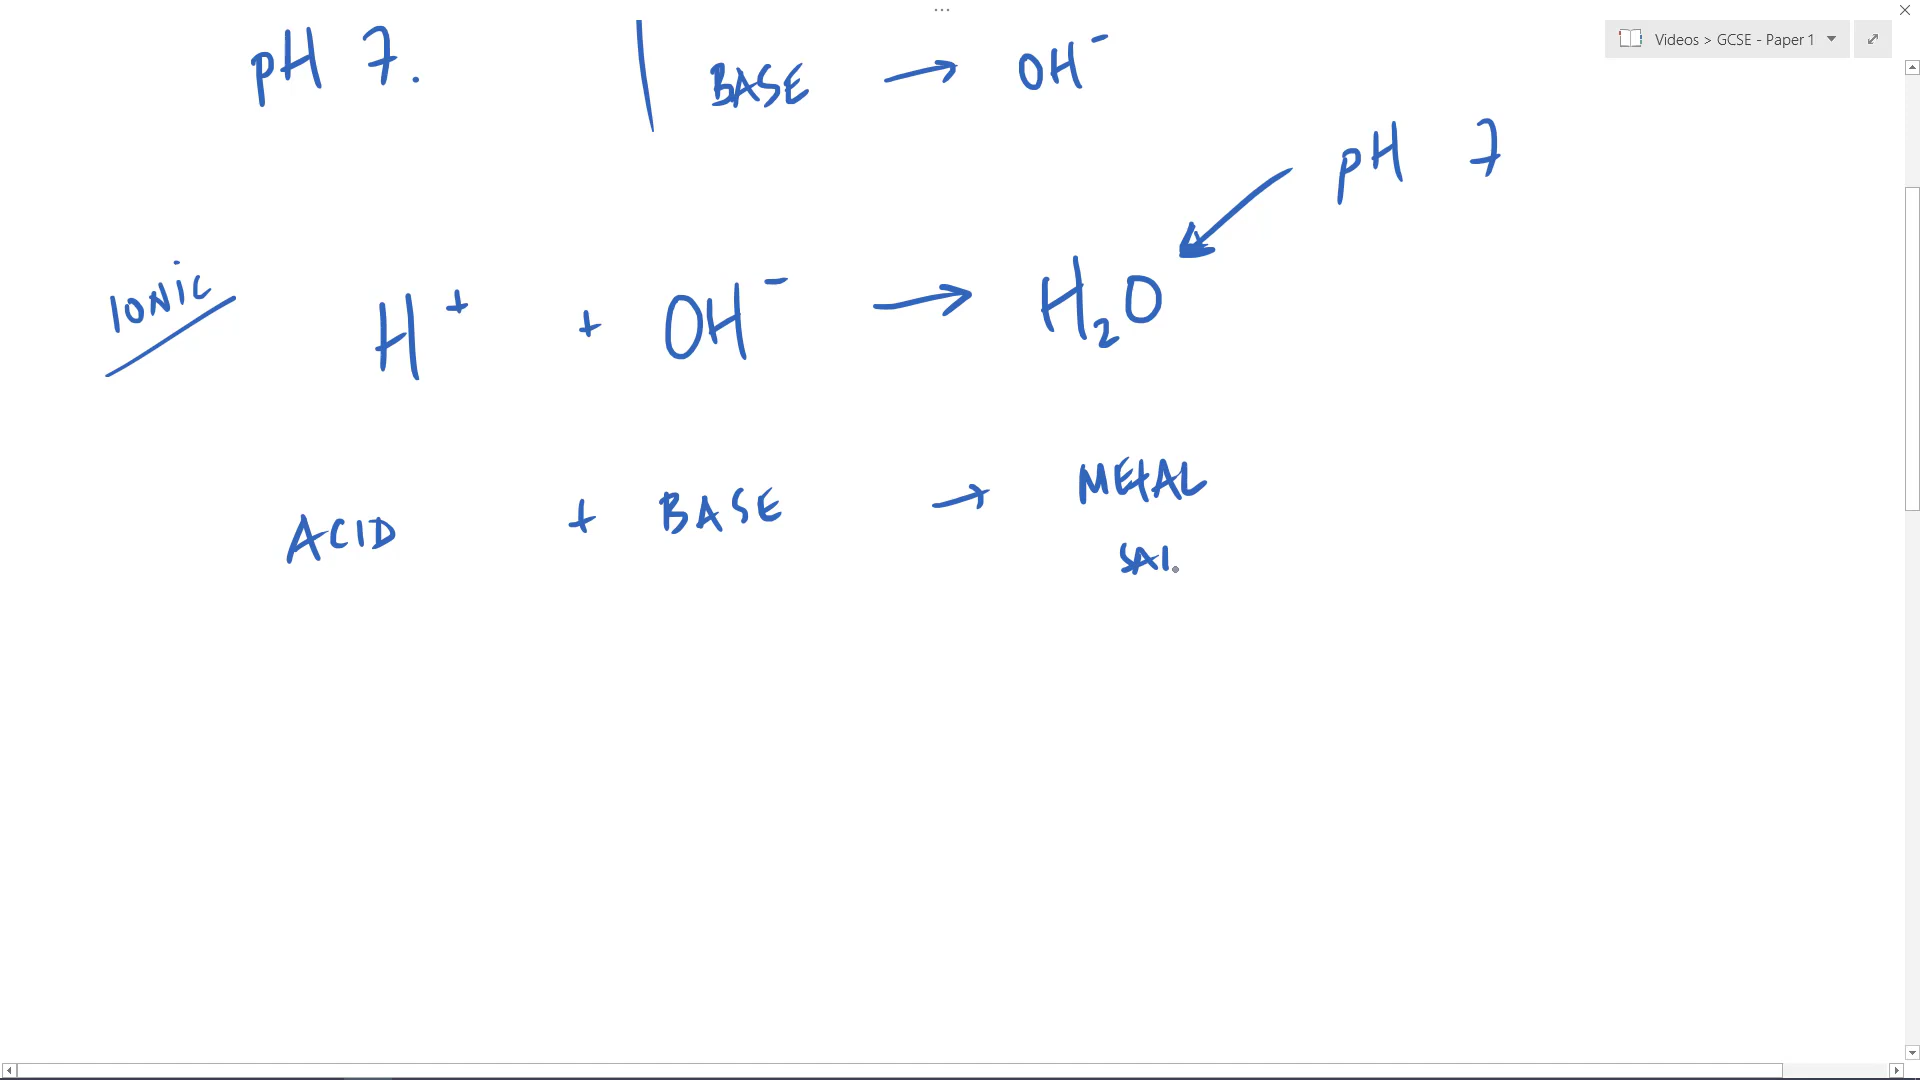 Videos > GCSE - Paper 1
pH 7.
BASE → OH⁻
pH 7
IONIC
H⁺ + OH⁻ → H₂O
ACID + BASE → METAL
SAL